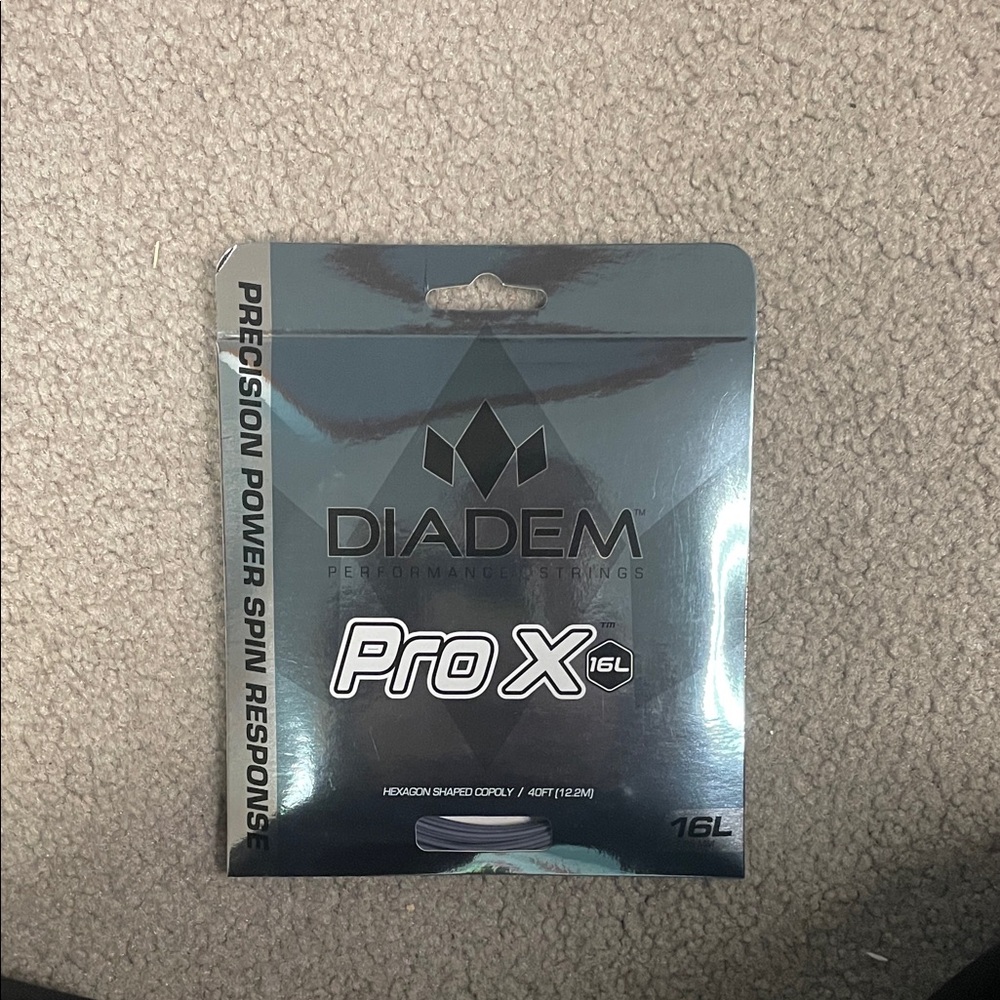 PRECISION POWER SPIN RESPONSE
DIADEM™
PERFORMANCE STRINGS
Pro X™ 16L
HEXAGON SHAPED COPOLY / 40FT (12.2M)
16L